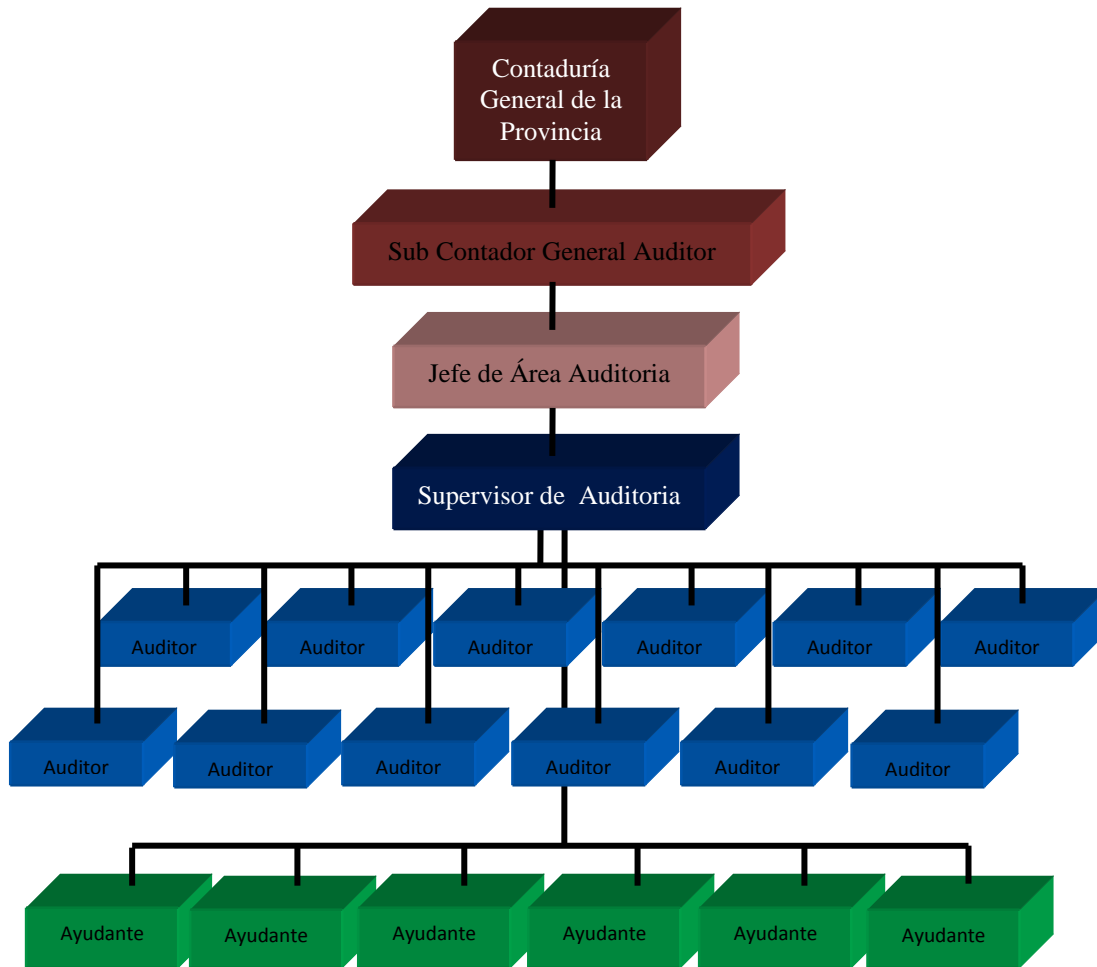 Contaduría
General de la
Provincia
Sub Contador General Auditor
Jefe de Área Auditoria
Supervisor de Auditoria
Auditor
Auditor
Auditor
Auditor
Auditor
Auditor
Auditor
Auditor
Auditor
Auditor
Auditor
Auditor
Ayudante
Ayudante
Ayudante
Ayudante
Ayudante
Ayudante